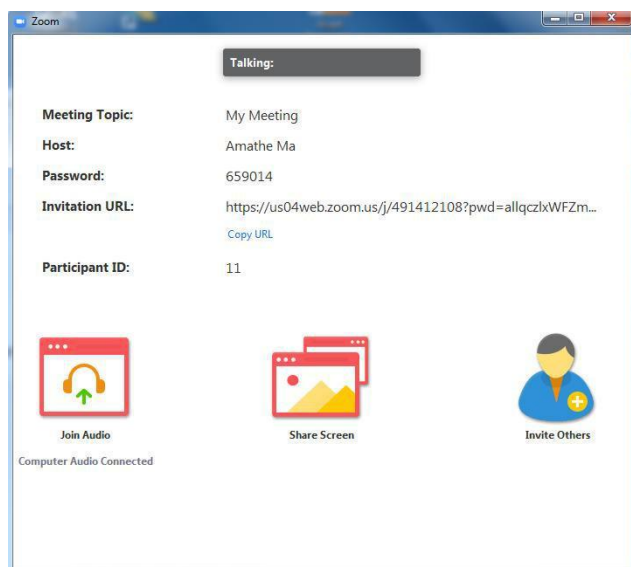 Zoom
Talking:
Meeting Topic: My Meeting
Host: Amathe Ma
Password: 659014
Invitation URL: https://us04web.zoom.us/j/491412108?pwd=allqczlxWFZm...
Copy URL
Participant ID: 11
Join Audio Share Screen Invite Others
Computer Audio Connected